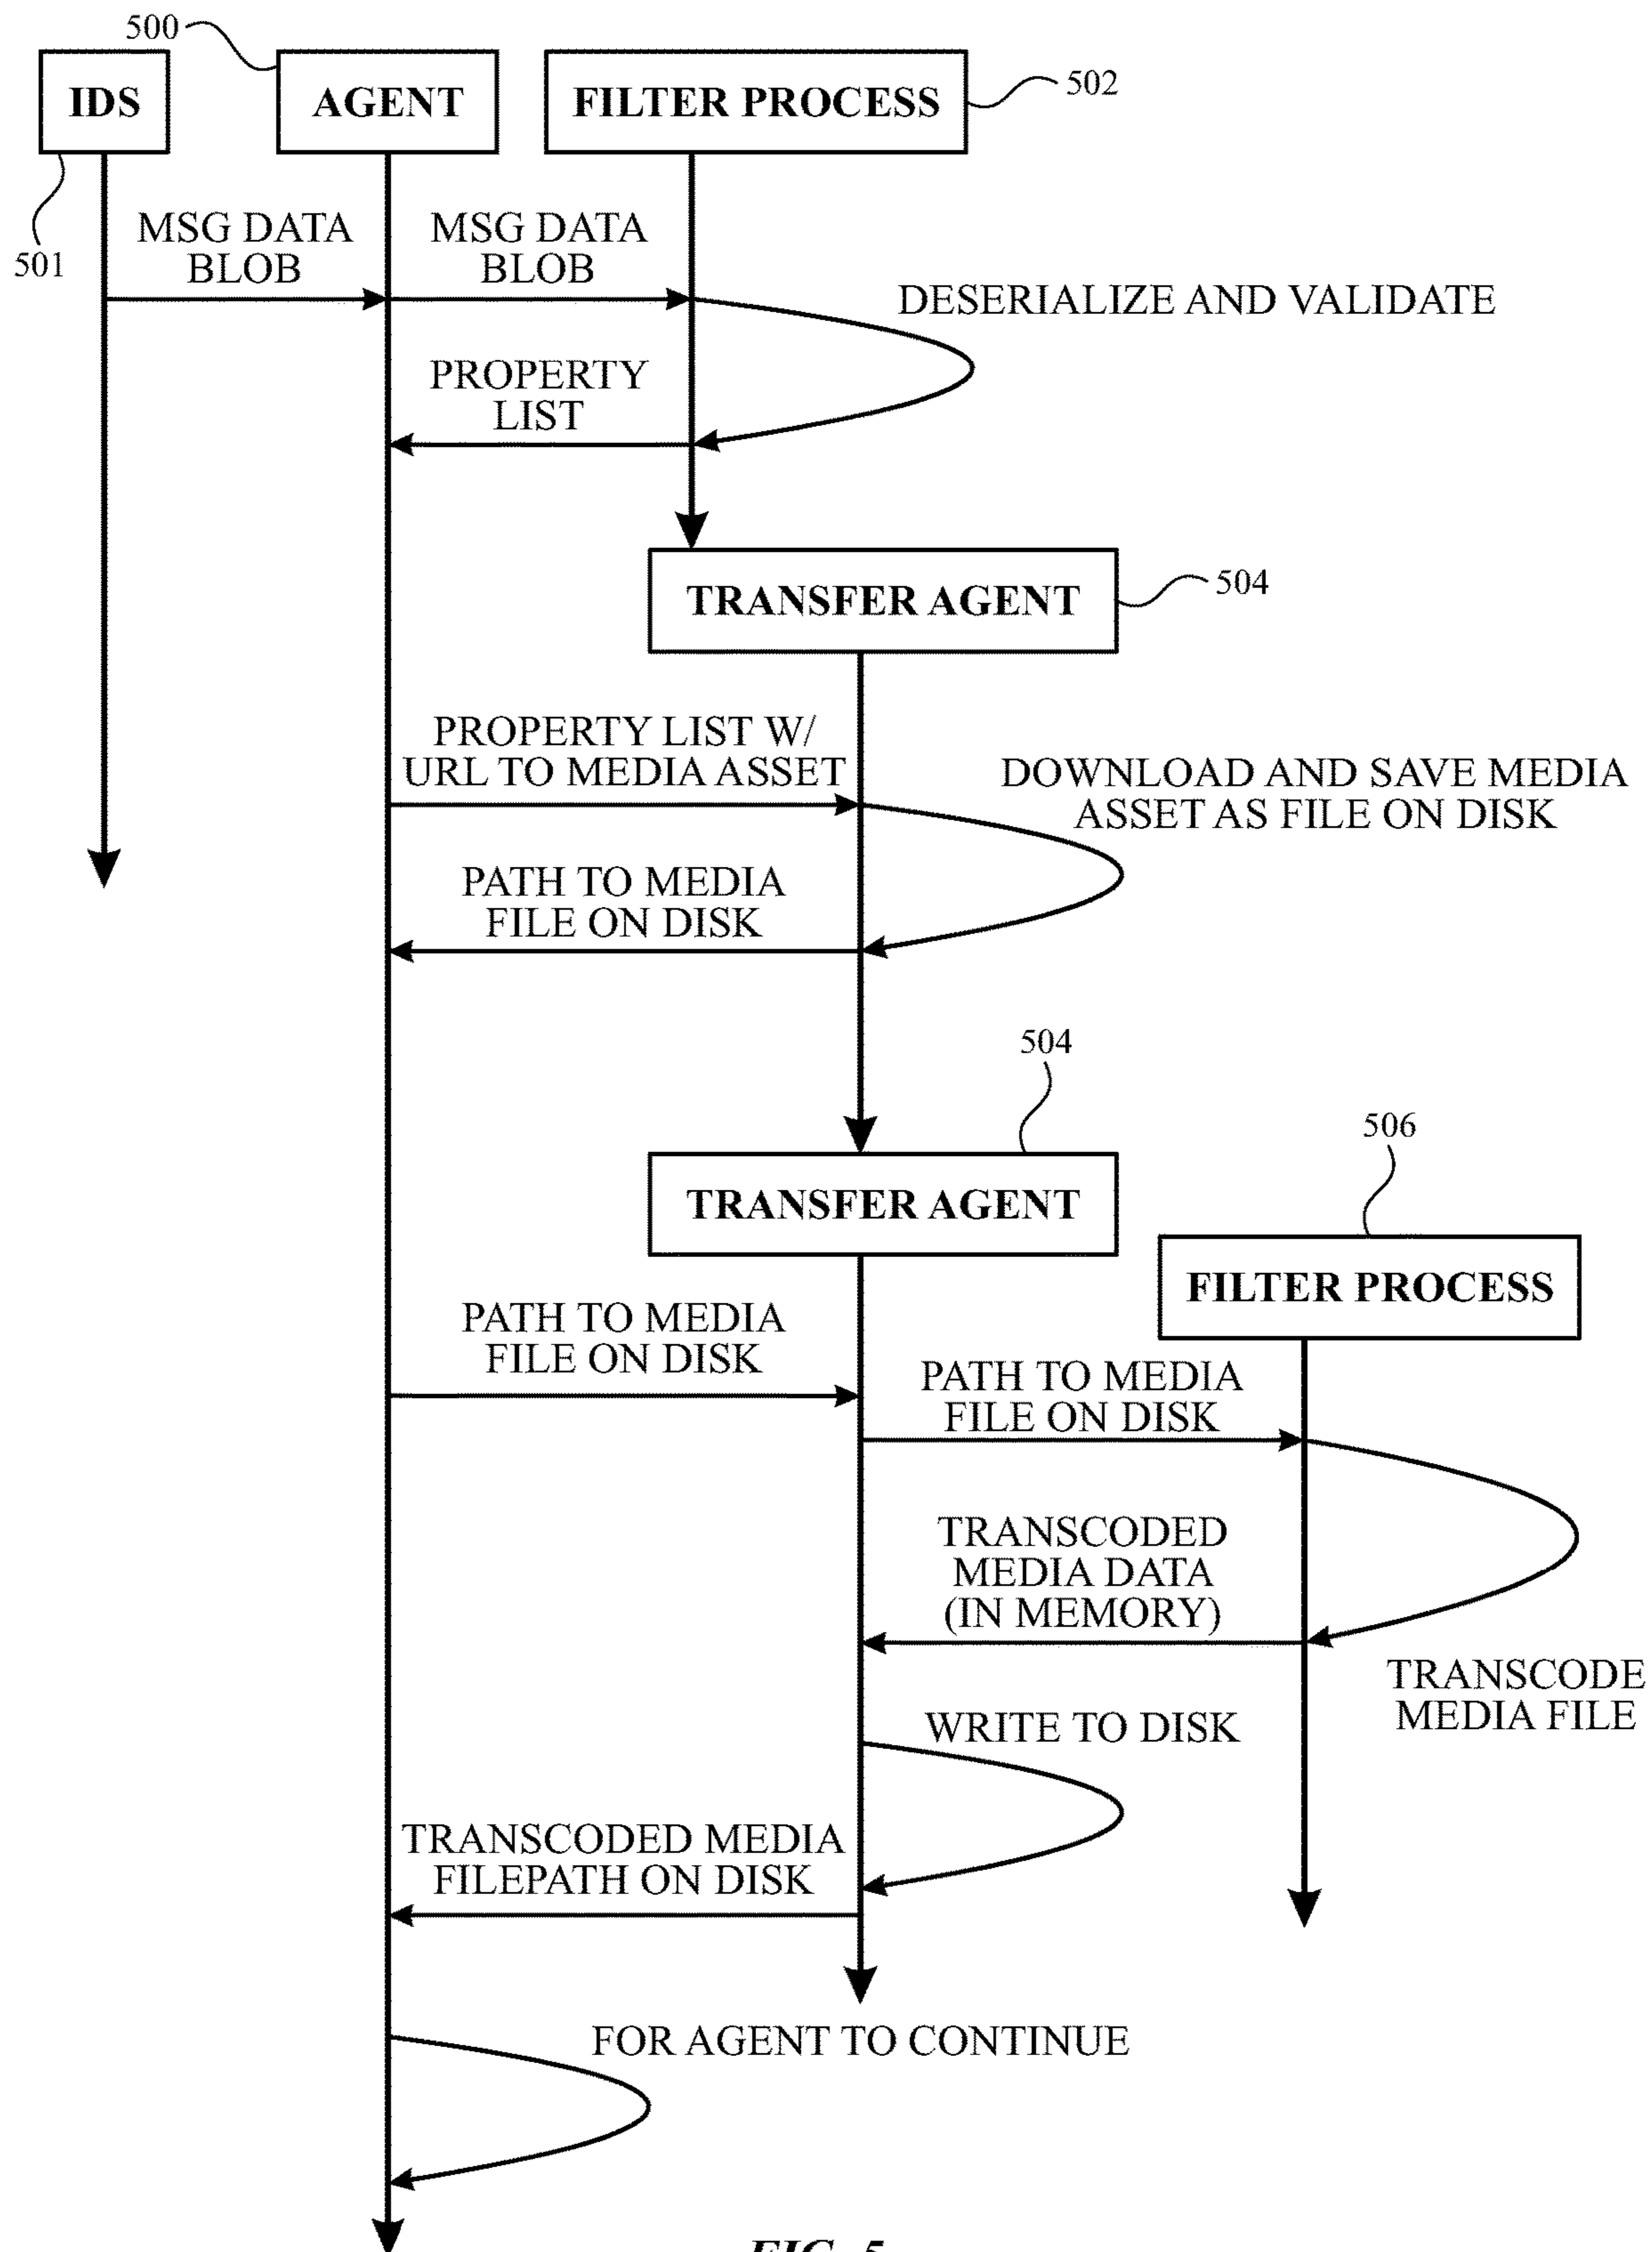 500
IDS
AGENT
FILTER PROCESS
502
501
MSG DATA
BLOB
MSG DATA
BLOB
DESERIALIZE AND VALIDATE
PROPERTY
LIST
TRANSFER AGENT
504
PROPERTY LIST W/
URL TO MEDIA ASSET
DOWNLOAD AND SAVE MEDIA
ASSET AS FILE ON DISK
PATH TO MEDIA
FILE ON DISK
504
TRANSFER AGENT
506
FILTER PROCESS
PATH TO MEDIA
FILE ON DISK
PATH TO MEDIA
FILE ON DISK
TRANSCODED
MEDIA DATA
(IN MEMORY)
TRANSCODE
MEDIA FILE
WRITE TO DISK
TRANSCODED MEDIA
FILEPATH ON DISK
FOR AGENT TO CONTINUE
FIG. 5